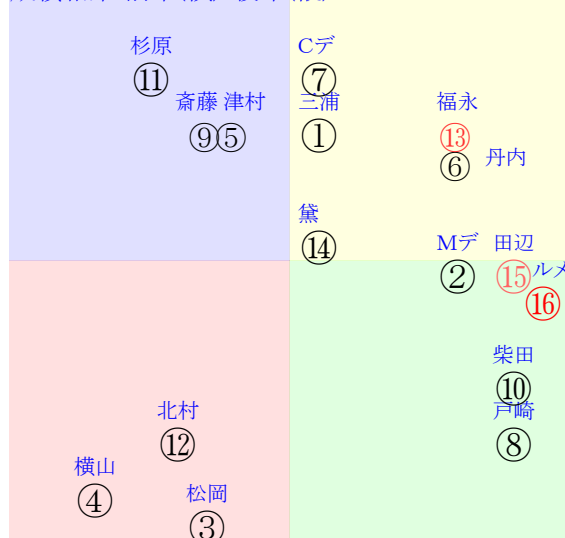 杉原
⑪
Cデ
⑦
斎藤 津村
⑨⑤
三浦
①
福永
⑬
⑥
丹内
黛
⑭
Mデ
②
田辺
⑮
ルメ
⑯
柴田
⑩
戸崎
⑧
北村
⑫
横山
④
松岡
③